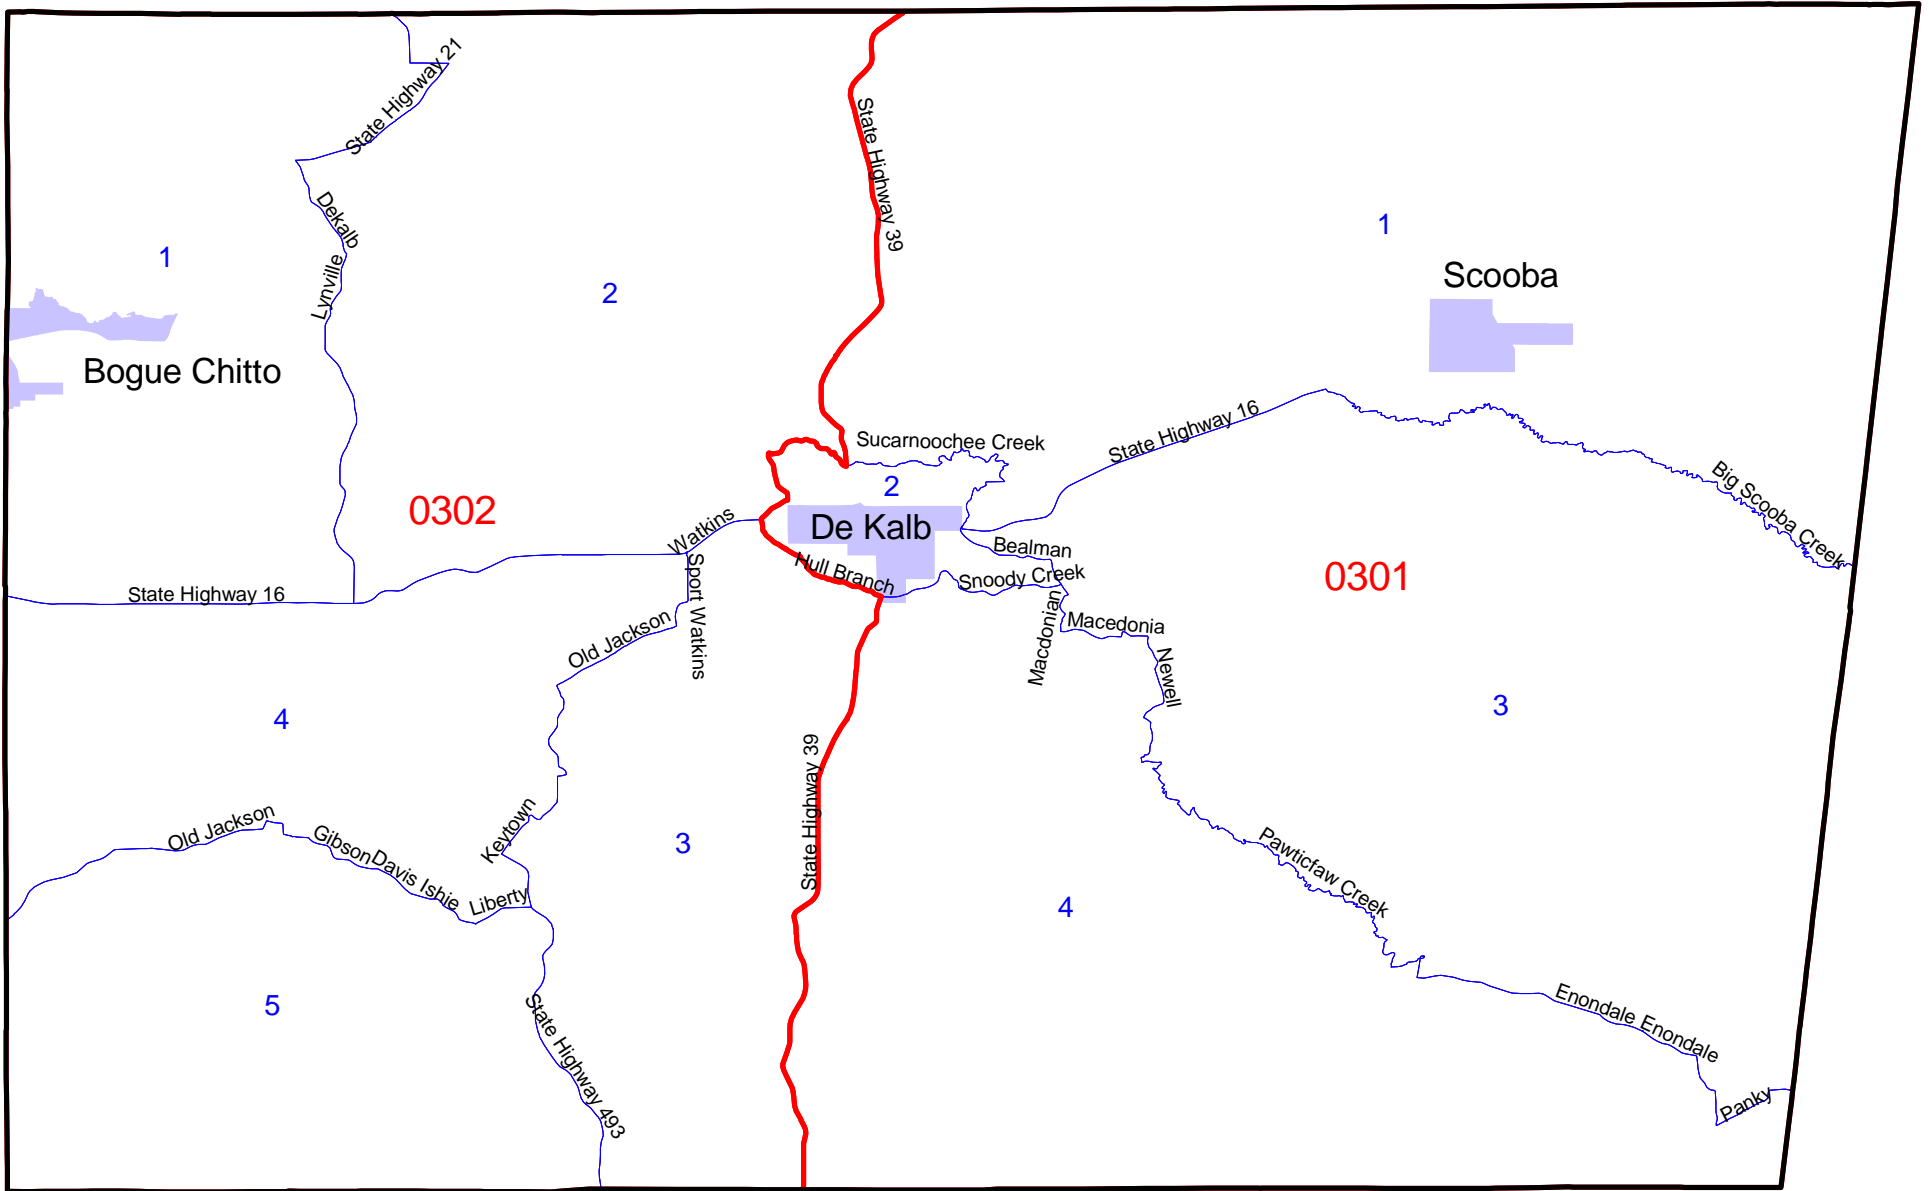 State Highway 21
State Highway 39
Dekalb
1
1
Lynville
2
Scooba
Bogue Chitto
State Highway 16
Sucarnoochee Creek
2
Big Scooba Creek
0302
De Kalb
Watkins
Bealman
Hull Branch
Snoody Creek
0301
State Highway 16
Sport Watkins
Old Jackson
Macdonian
Macedonia
Newell
4
3
State Highway 39
Old Jackson
Gibson
Davis Ishie
Liberty
Keytown
3
Pawticfaw Creek
4
5
State Highway 493
Enondale Enondale
Panky